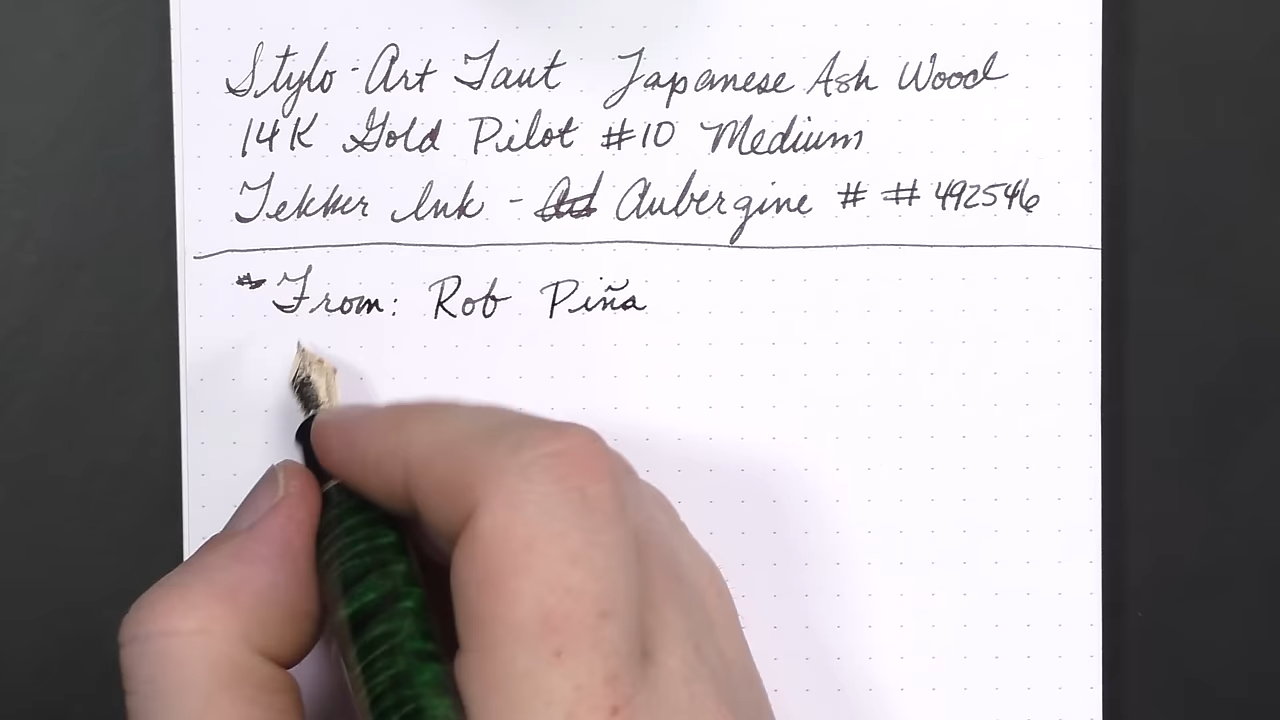 Stylo-Art Taut Japanese Ash Wood
14K Gold Pilot #10 Medium
Tekker Ink - Aubergine # #492546
*From: Rob Piña